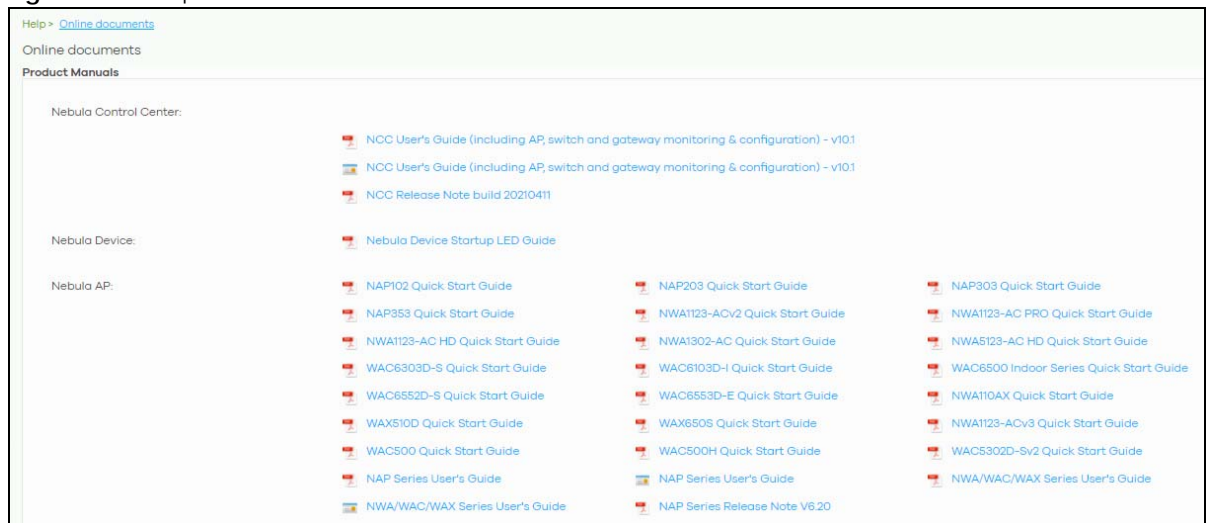 Help > Online documents
Online documents
Product Manuals
Nebula Control Center:
NCC User's Guide (including AP, switch and gateway monitoring & configuration) - v10.1
NCC User's Guide (including AP, switch and gateway monitoring & configuration) - v10.1
NCC Release Note build 20210411
Nebula Device: Nebula Device Startup LED Guide
Nebula AP: NAP102 Quick Start Guide NAP203 Quick Start Guide NAP303 Quick Start Guide
NAP353 Quick Start Guide NWA1123-ACv2 Quick Start Guide NWA1123-AC PRO Quick Start Guide
NWA1123-AC HD Quick Start Guide NWA1302-AC Quick Start Guide NWA5123-AC HD Quick Start Guide
WAC6303D-S Quick Start Guide WAC6103D-I Quick Start Guide WAC6500 Indoor Series Quick Start Guide
WAC6552D-S Quick Start Guide WAC6553D-E Quick Start Guide NWA110AX Quick Start Guide
WAX510D Quick Start Guide WAX650S Quick Start Guide NWA1123-ACv3 Quick Start Guide
WAC500 Quick Start Guide WAC500H Quick Start Guide WAC5302D-Sv2 Quick Start Guide
NAP Series User's Guide NAP Series User's Guide NWA/WAC/WAX Series User's Guide
NWA/WAC/WAX Series User's Guide NAP Series Release Note V6.20